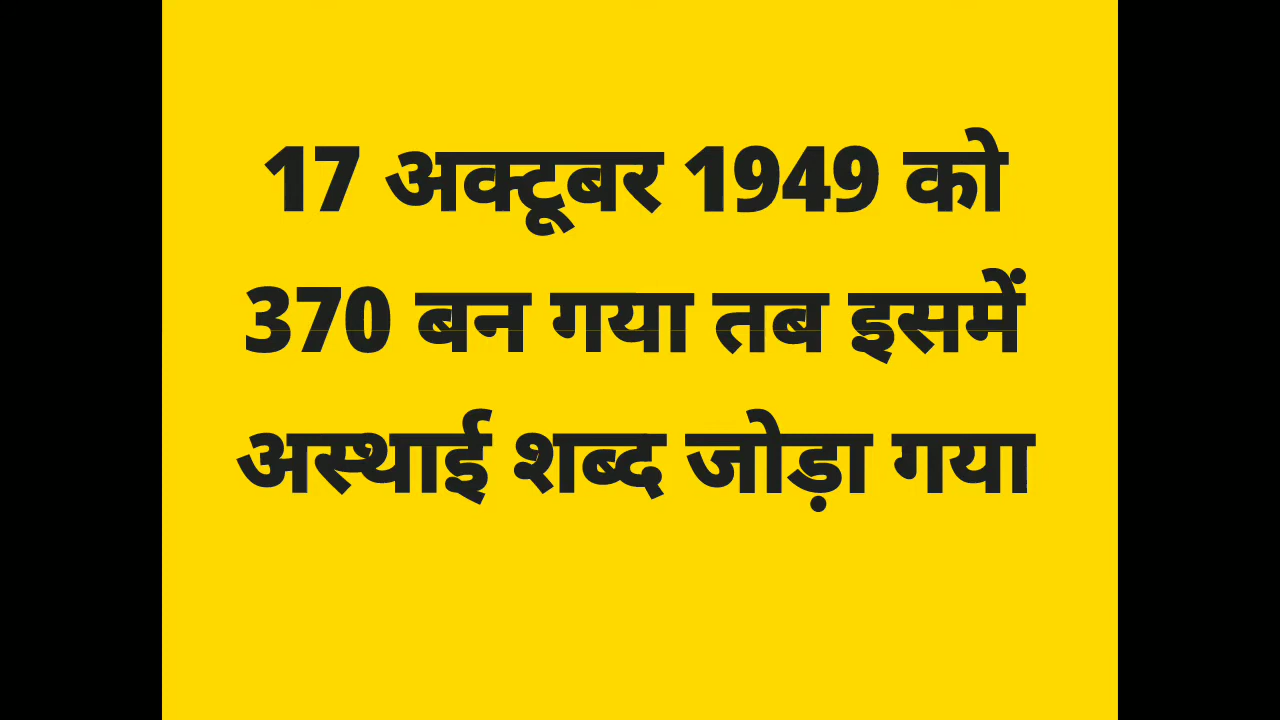 17 अक्टूबर 1949 को
370 बन गया तब इसमें
अस्थाई शब्द जोड़ा गया